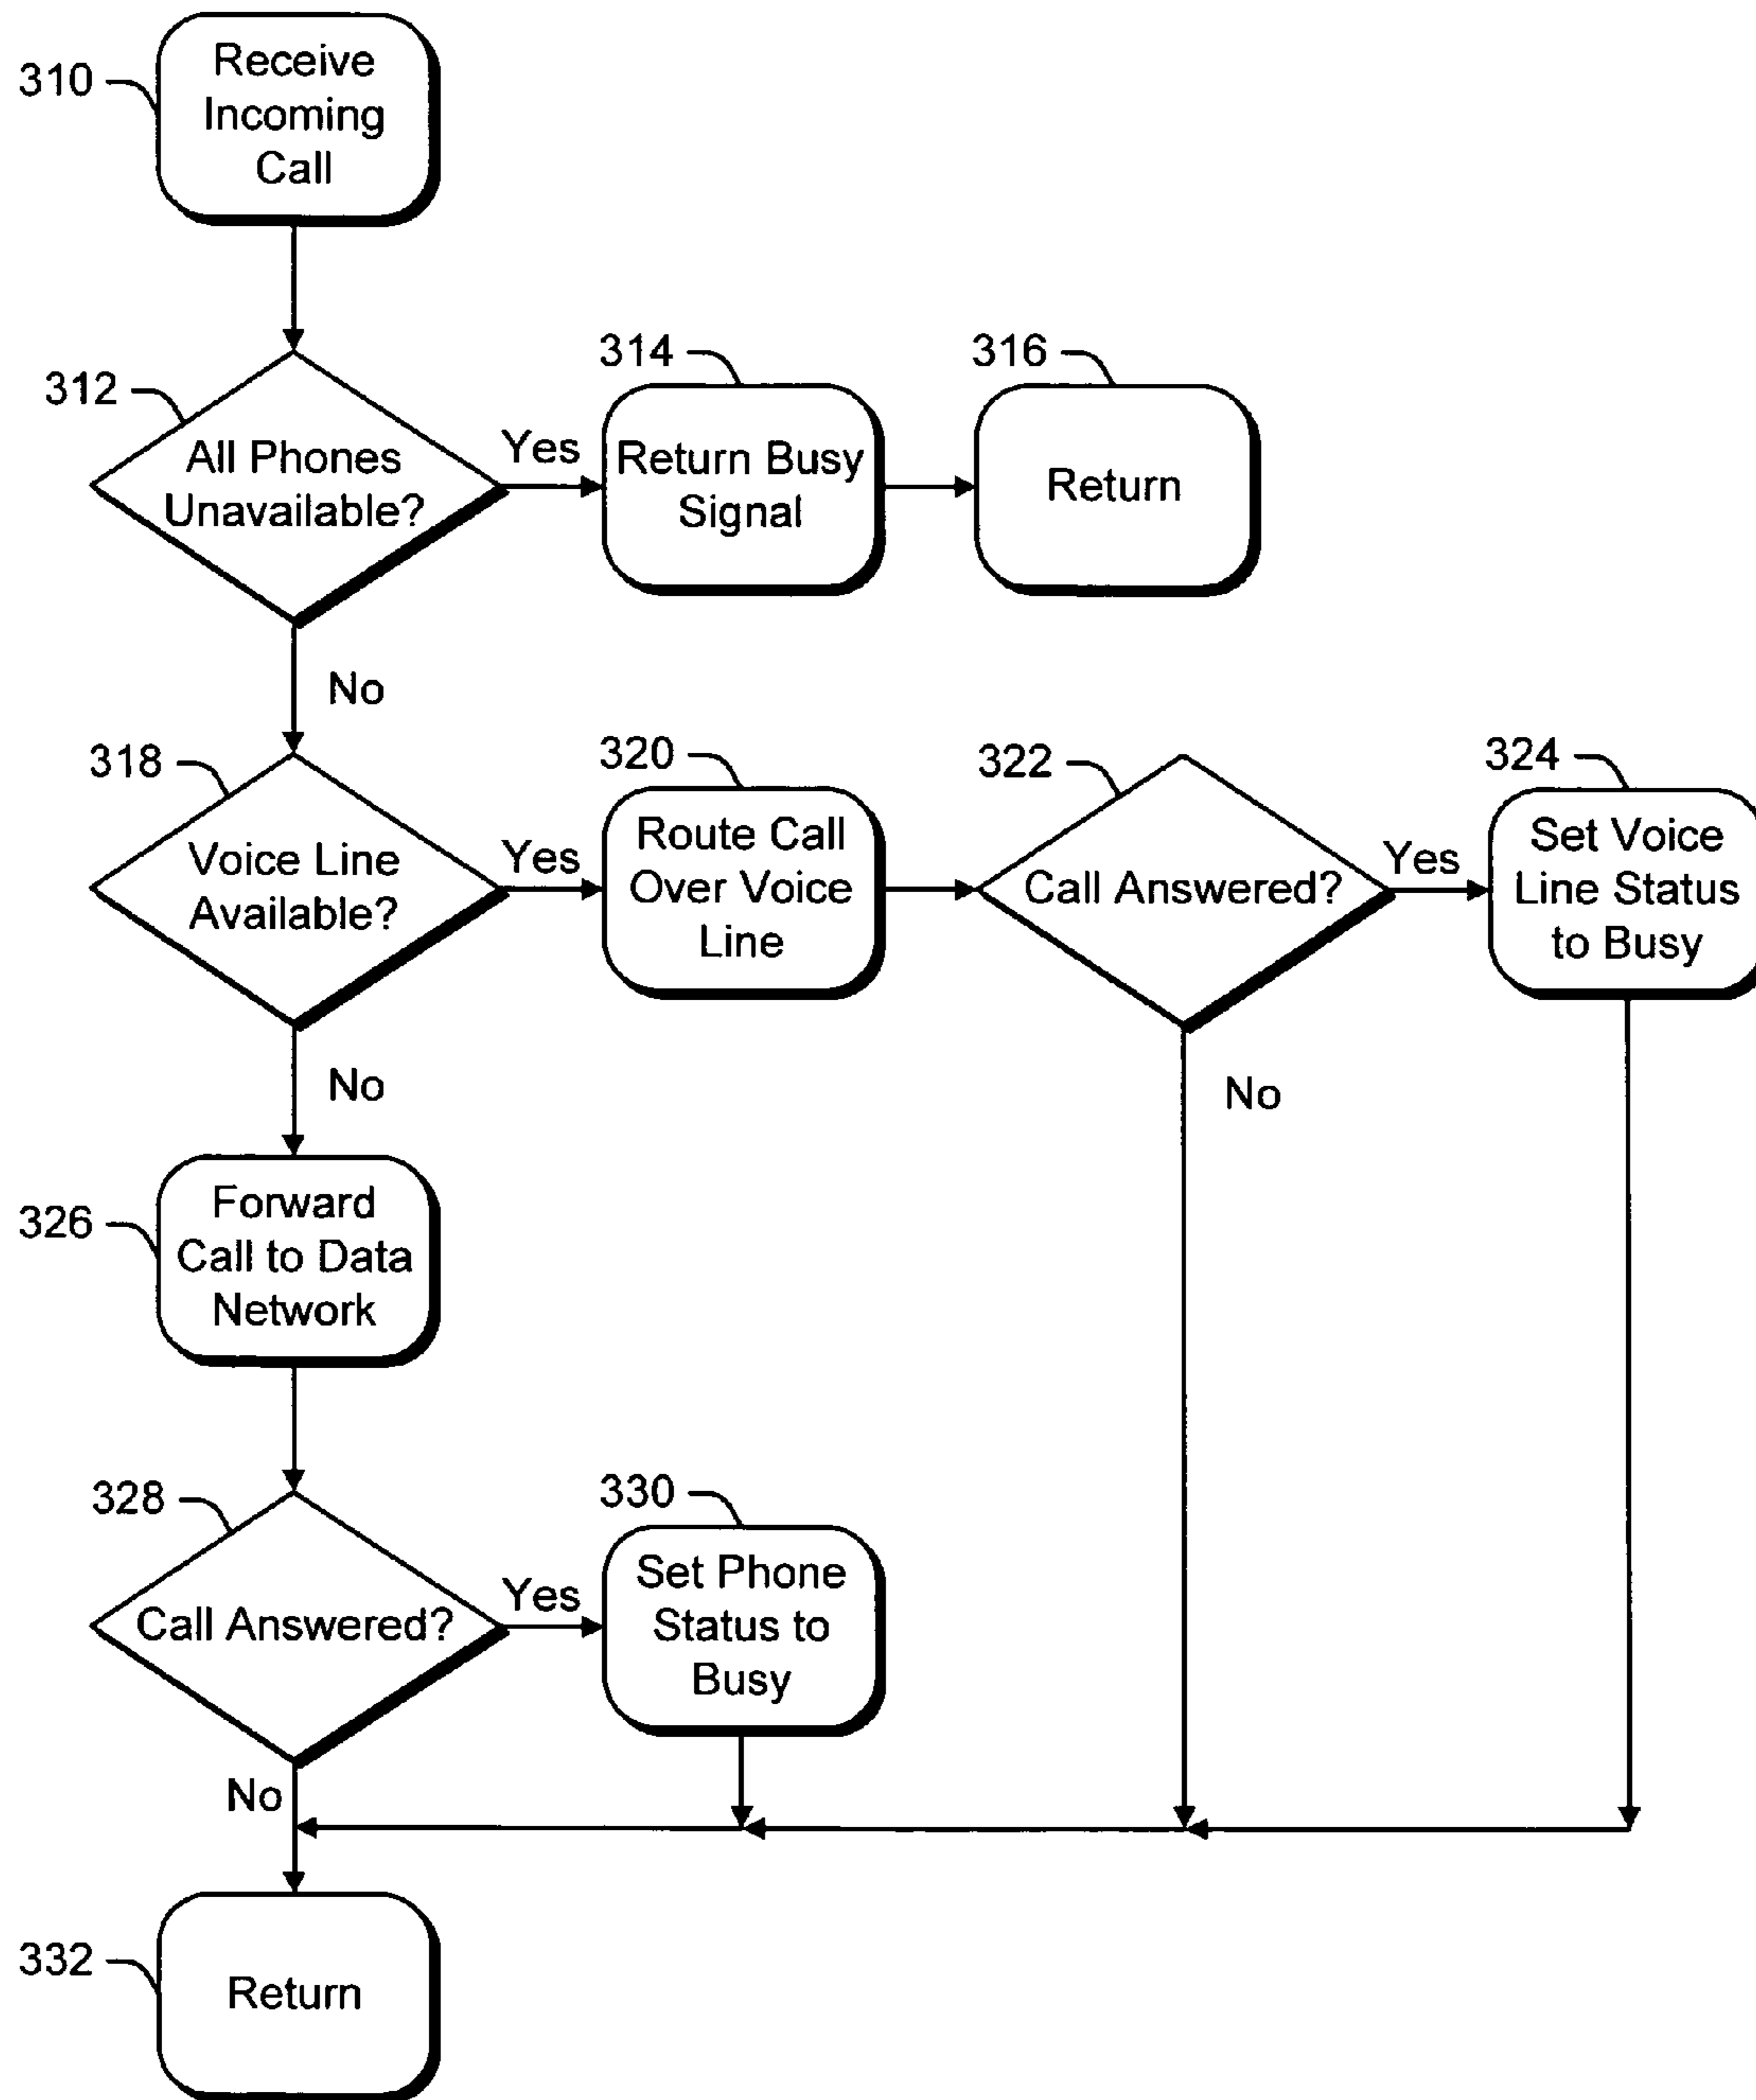 310
Receive
Incoming
Call
312
All Phones
Unavailable?
Yes
314
Return Busy
Signal
316
Return
No
318
Voice Line
Available?
Yes
320
Route Call
Over Voice
Line
322
Call Answered?
Yes
324
Set Voice
Line Status
to Busy
No
No
326
Forward
Call to Data
Network
328
Call Answered?
Yes
330
Set Phone
Status to
Busy
No
332
Return